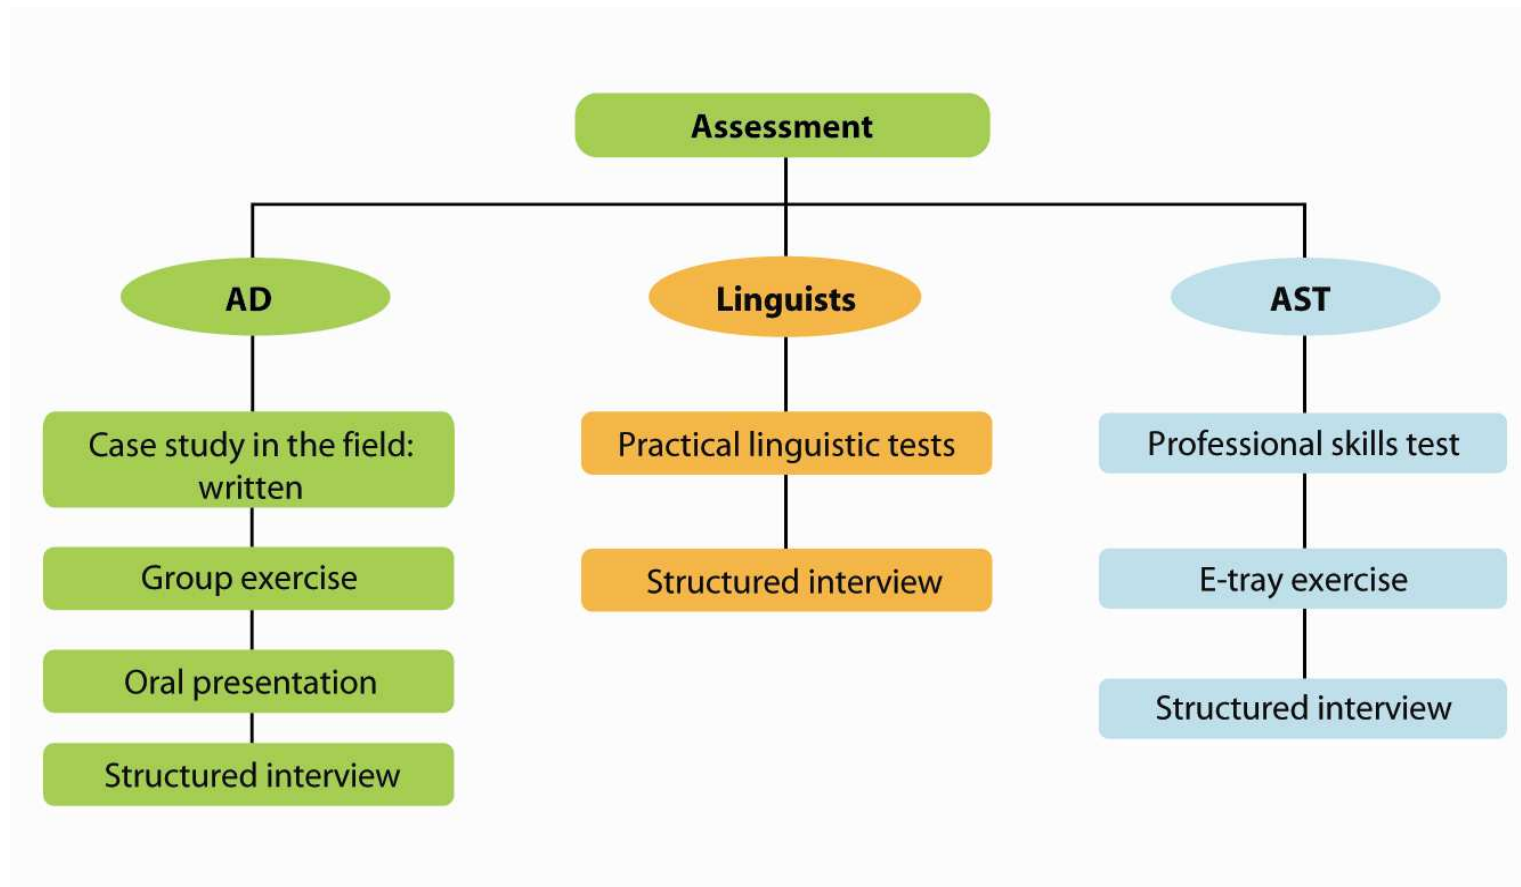 Assessment
AD
Linguists
AST
Case study in the field:
written
Group exercise
Oral presentation
Structured interview
Practical linguistic tests
Structured interview
Professional skills test
E-tray exercise
Structured interview